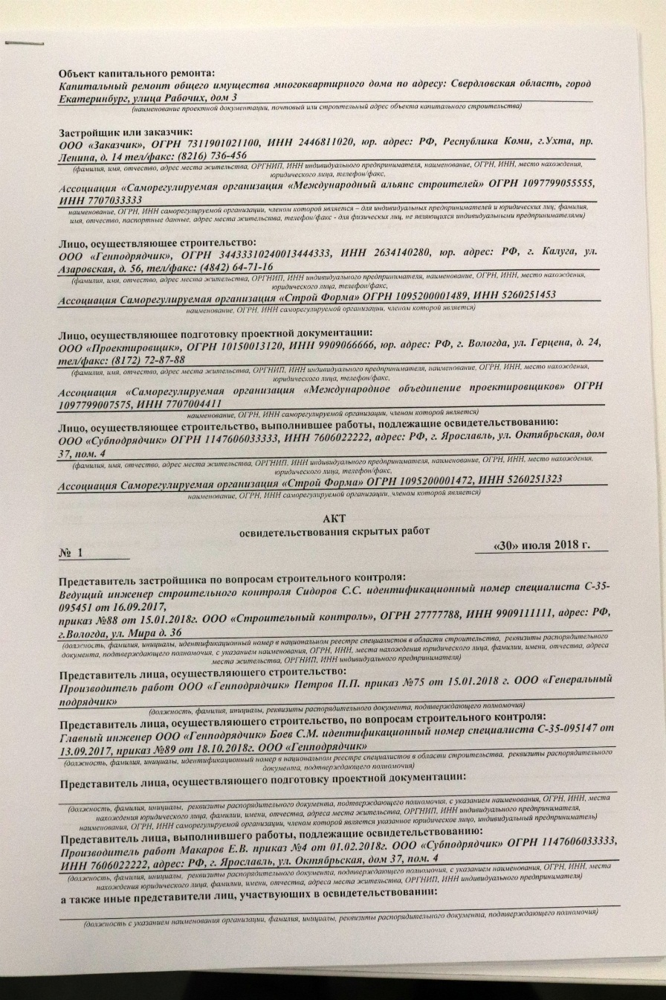 Объект капитального ремонта:
Капитальный ремонт общего имущества многоквартирного дома по адресу: Свердловская область, город
Екатеринбург, улица Рабочих, дом 3
(наименование проектной документации, почтовый или строительный адрес объекта капитального строительства)
Застройщик или заказчик:
ООО «Заказчик», ОГРН 7311901021100, ИНН 2446811020, юр. адрес: РФ, Республика Коми, г.Ухта, пр.
Ленина, д. 14 тел/факс: (8216) 736-456
(фамилия, имя, отчество, адрес места жительства, ОРГНИП, ИНН индивидуального предпринимателя, наименование, ОГРН, ИНН, место нахождения,
юридического лица, телефон/факс,
Ассоциация «Саморегулируемая организация «Международный альянс строителей» ОГРН 1097799055555,
ИНН 7707033333
наименование, ОГРН, ИНН саморегулируемой организации, членом которой является – для индивидуальных предпринимателей и юридических лиц; фамилия,
имя, отчество, паспортные данные, адрес места жительства, телефон/факс - для физических лиц, не являющихся индивидуальными предпринимателями)
Лицо, осуществляющее строительство:
ООО «Генподрядчик», ОГРН 34433310240013444333, ИНН 2634140280, юр. адрес: РФ, г. Калуга, ул.
Азаровская, д. 56, тел/факс: (4842) 64-71-16
(фамилия, имя, отчество, адрес места жительства, ОРГНИП, ИНН индивидуального предпринимателя, наименование, ОГРН, ИНН, место нахождения,
юридического лица, телефон/факс,
Ассоциация Саморегулируемая организация «Строй Форма» ОГРН 1095200001489, ИНН 5260251453
наименование, ОГРН, ИНН саморегулируемой организации, членом которой является)
Лицо, осуществляющее подготовку проектной документации:
ООО «Проектировщик», ОГРН 10150013120, ИНН 9909066666, юр. адрес: РФ, г. Вологда, ул. Герцена, д. 24,
тел/факс: (8172) 72-87-88
(фамилия, имя, отчество, адрес места жительства, ОРГНИП, ИНН индивидуального предпринимателя, наименование, ОГРН, ИНН, место нахождения,
юридического лица, телефон/факс,
Ассоциация «Саморегулируемая организация «Международное объединение проектировщиков» ОГРН
1097799007575, ИНН 7707004411
наименование, ОГРН, ИНН саморегулируемой организации, членом которой является)
Лицо, осуществляющее строительство, выполнившее работы, подлежащие освидетельствованию:
ООО «Субподрядчик» ОГРН 1147606033333, ИНН 7606022222, адрес: РФ, г. Ярославль, ул. Октябрьская, дом
37, пом. 4
(фамилия, имя, отчество, адрес места жительства, ОРГНИП, ИНН индивидуального предпринимателя, наименование, ОГРН, ИНН, место нахождения,
юридического лица, телефон/факс,
Ассоциация Саморегулируемая организация «Строй Форма» ОГРН 1095200001472, ИНН 5260251323
наименование, ОГРН, ИНН саморегулируемой организации, членом которой является)
АКТ
освидетельствования скрытых работ
№ 1
«30» июля 2018 г.
Представитель застройщика по вопросам строительного контроля:
Ведущий инженер строительного контроля Сидоров С.С. идентификационный номер специалиста С-35-
095451 от 16.09.2017,
приказ №88 от 15.01.2018г. ООО «Строительный контроль», ОГРН 27777788, ИНН 9909111111, адрес: РФ,
г.Вологда, ул. Мира д. 36
(должность, фамилия, инициалы, идентификационный номер в национальном реестре специалистов в области строительства, реквизиты распорядительного
документа, подтверждающего полномочия, с указанием наименования, ОГРН, ИНН, места нахождения юридического лица, фамилии, имени, отчества, адреса
места жительства, ОРГНИП, ИНН индивидуального предпринимателя)
Представитель лица, осуществляющего строительство:
Производитель работ ООО «Генподрядчик» Петров П.П. приказ №75 от 15.01.2018 г. ООО «Генеральный
подрядчик»
(должность, фамилия, инициалы, реквизиты распорядительного документа, подтверждающего полномочия)
Представитель лица, осуществляющего строительство, по вопросам строительного контроля:
Главный инженер ООО «Генподрядчик» Боев С.М. идентификационный номер специалиста С-35-095147 от
13.09.2017, приказ №89 от 18.10.2018г. ООО «Генподрядчик»
(должность, фамилия, инициалы, идентификационный номер в национальном реестре специалистов в области строительства, реквизиты распорядительного
документа, подтверждающего полномочия)
Представитель лица, осуществляющего подготовку проектной документации:
(должность, фамилия, инициалы, реквизиты распорядительного документа, подтверждающего полномочия, с указанием наименования, ОГРН, ИНН, места
нахождения юридического лица, фамилии, имени, отчества, адреса места жительства, ОРГНИП, ИНН индивидуального предпринимателя,
наименования, ОГРН, ИНН саморегулируемой организации, членом которой является указанное юридическое лицо, индивидуальный предприниматель)
Представитель лица, выполнившего работы, подлежащие освидетельствованию:
Производитель работ Макаров Е.В. приказ №4 от 01.02.2018г. ООО «Субподрядчик» ОГРН 1147606033333,
ИНН 7606022222, адрес: РФ, г. Ярославль, ул. Октябрьская, дом 37, пом. 4
(должность, фамилия, инициалы, реквизиты распорядительного документа, подтверждающего полномочия, с указанием наименования, ОГРН, ИНН, места
нахождения юридического лица, фамилии, имени, отчества, адреса места жительства, ОРГНИП, ИНН индивидуального предпринимателя)
а также иные представители лиц, участвующих в освидетельствовании:
(должность с указанием наименования организации, фамилия, инициалы, реквизиты распорядительного документа, подтверждающего полномочия)